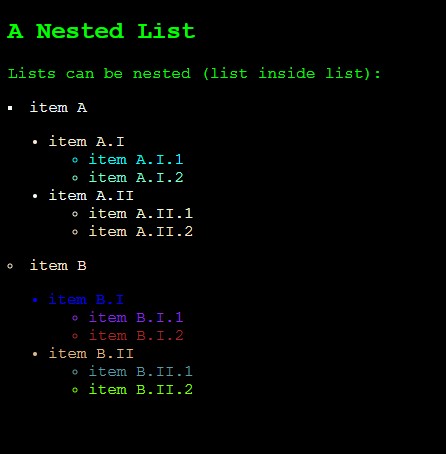 A Nested List
Lists can be nested (list inside list):
item A
item A.I
item A.I.1
item A.I.2
item A.II
item A.II.1
item A.II.2
item B
item B.I
item B.I.1
item B.I.2
item B.II
item B.II.1
item B.II.2